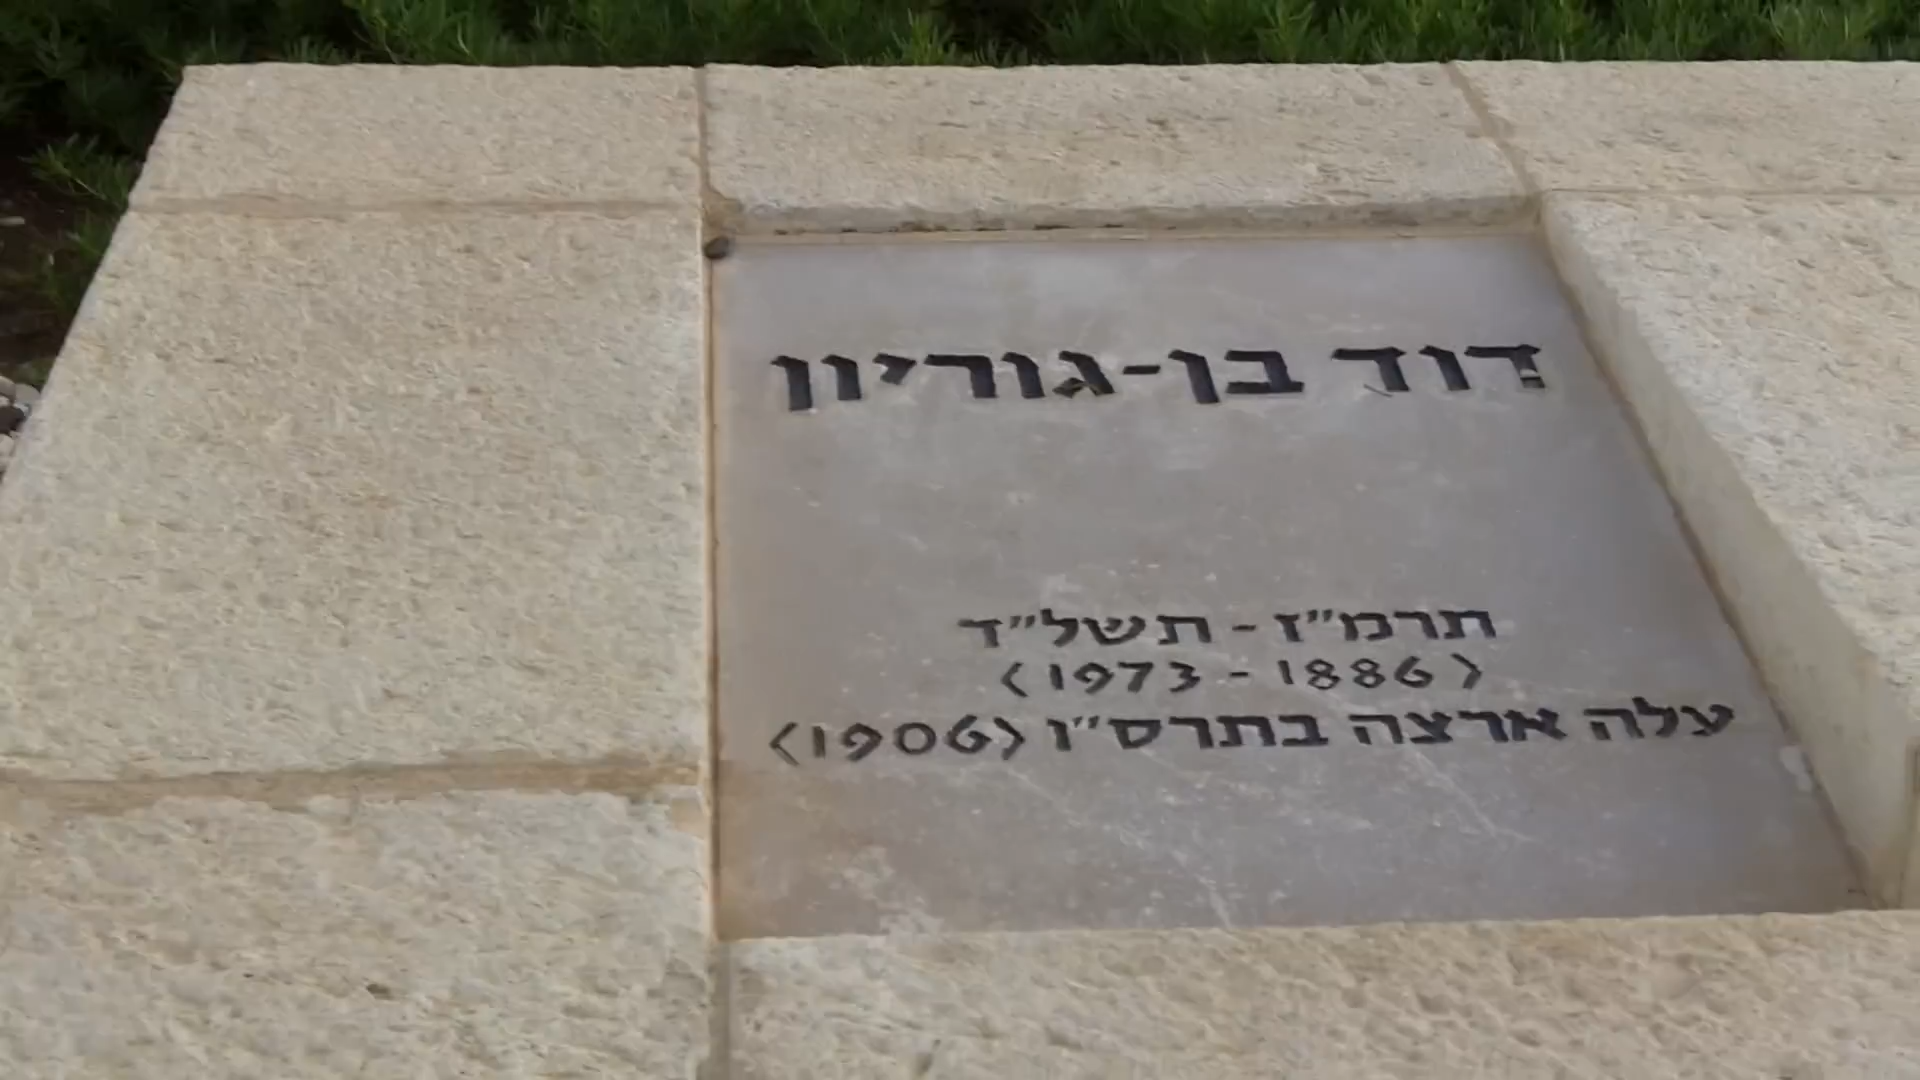 דוד בן-גוריון
תרמ"ז - תשל"ד
(1886 - 1973)
עלה ארצה בתרס"ו (1906)